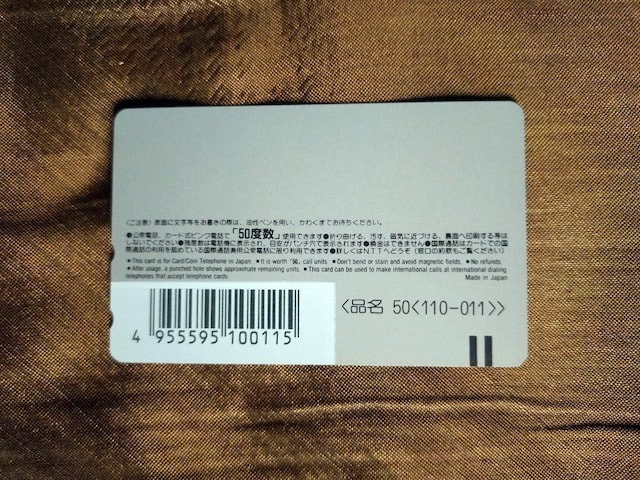 〈ご注意〉表面に文字等をお書きの際は、油性ペンを用い、かわくまでお待ちください。
●公衆電話、カード式ピンク電話で「50度数」使用できます●折り曲げる、汚す、磁気に近づける、裏面へ印刷する等は
しないでください●残度数は電話機に表示され、目安がパンチ穴で表示されます●換金はできません●国際通話はカードでの国
際通話の利用を認めている国際通話兼用公衆電話に限り利用できます●詳しくはNTTへどうぞ(窓口の約款もご覧ください)
■This card is for Card/Coin Telephone in Japan ■It is worth "50" call units. ■Don't bend or stain and avoid magnetic fields. ■No refunds.
■After usage, a punched hole shows approximate remaining units. ■This card can be used to make international calls at international dialing
telephones that accept telephone cards.
Made in Japan
〈品名 50〈110-011〉〉
4 955595 100115